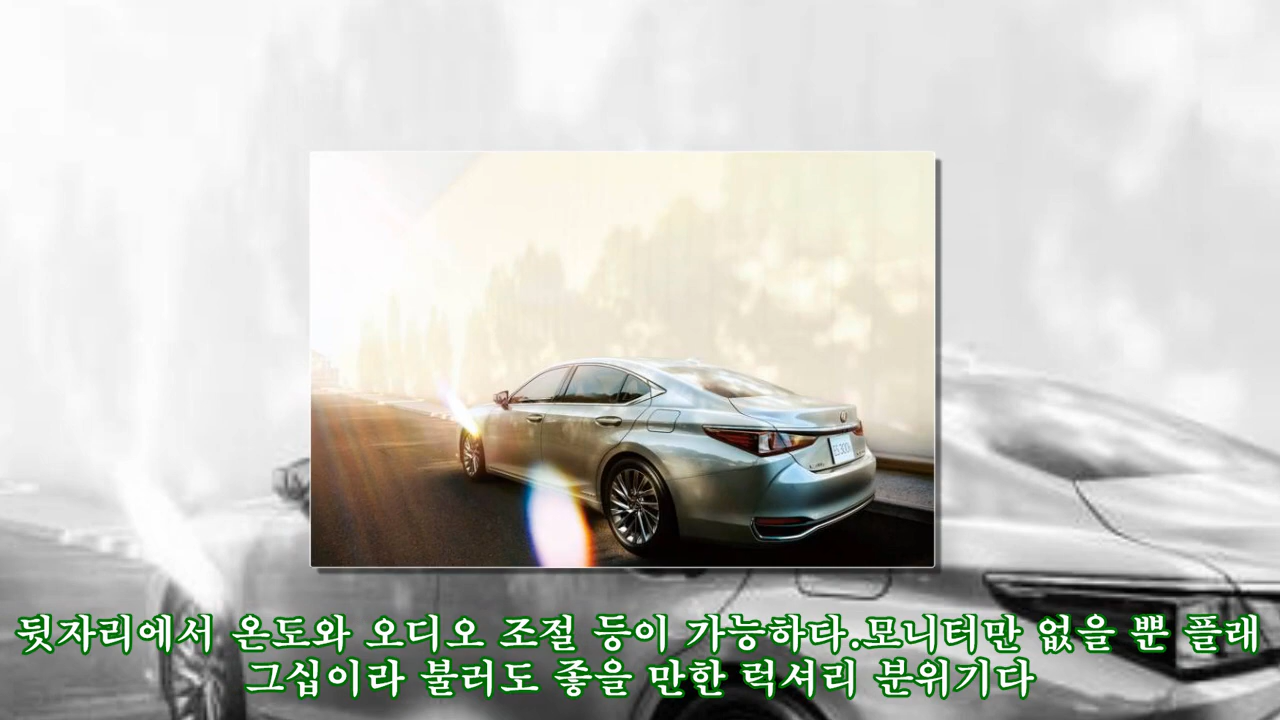 ES 300h
뒷자리에서 온도와 오디오 조절 등이 가능하다.모니터만 없을 뿐 플래
그십이라 불러도 좋을 만한 럭셔리 분위기다